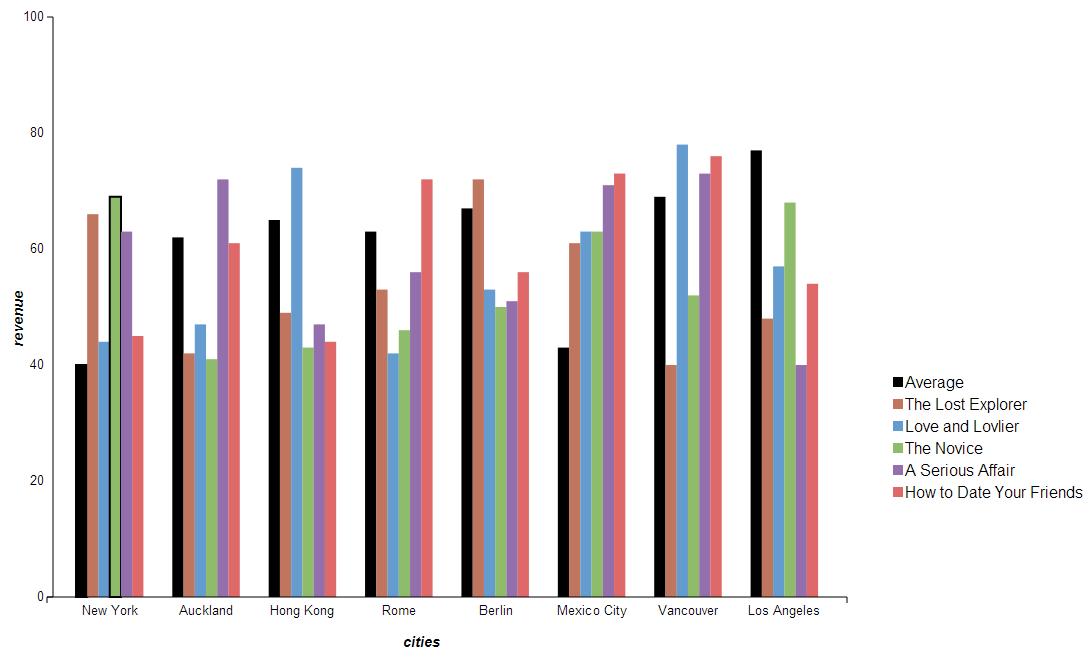 100
80
60
40
20
0
revenue
New York Auckland Hong Kong Rome Berlin Mexico City Vancouver Los Angeles
cities
Average
The Lost Explorer
Love and Lovlier
The Novice
A Serious Affair
How to Date Your Friends